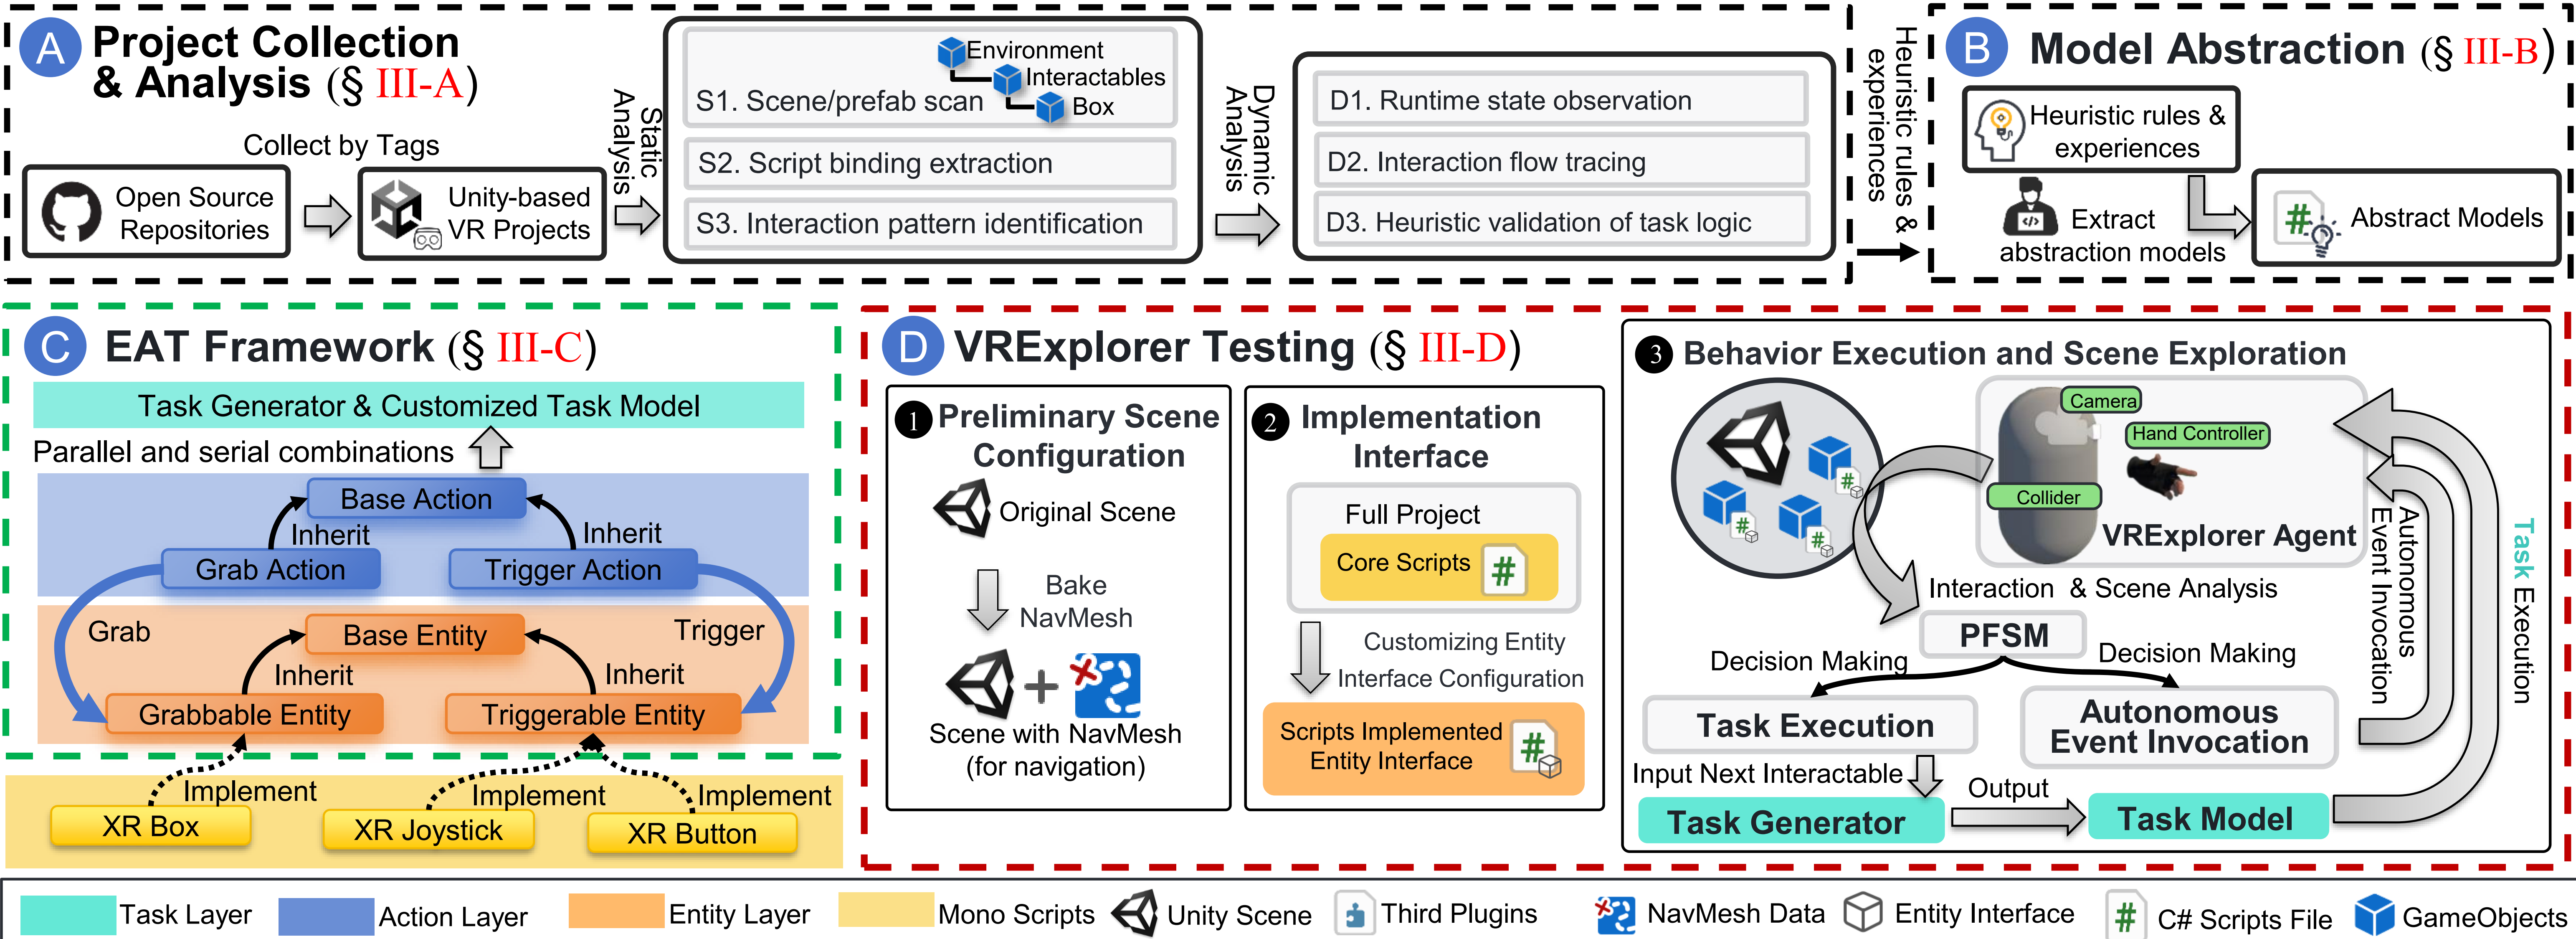 A Project Collection
& Analysis (§ III-A)
Collect by Tags
Open Source
Repositories
Unity-based
VR Projects
Static
Analysis
Environment
Interactables
Box
S1. Scene/prefab scan
S2. Script binding extraction
S3. Interaction pattern identification
Dynamic
Analysis
D1. Runtime state observation
D2. Interaction flow tracing
D3. Heuristic validation of task logic
Heuristic rules &
experiences
B Model Abstraction (§ III-B)
Heuristic rules &
experiences
Extract
abstraction models
Abstract Models
C EAT Framework (§ III-C)
Task Generator & Customized Task Model
Parallel and serial combinations
Base Action
Inherit
Inherit
Grab Action
Trigger Action
Grab
Base Entity
Trigger
Inherit
Inherit
Grabbable Entity
Triggerable Entity
Implement
Implement
Implement
XR Box
XR Joystick
XR Button
D VRExplorer Testing (§ III-D)
1 Preliminary Scene
Configuration
Original Scene
Bake
NavMesh
Scene with NavMesh
(for navigation)
2 Implementation
Interface
Full Project
Core Scripts
Customizing Entity
Interface Configuration
Scripts Implemented
Entity Interface
3 Behavior Execution and Scene Exploration
Camera
Hand Controller
Collider
VRExplorer Agent
Interaction & Scene Analysis
PFSM
Decision Making
Decision Making
Task Execution
Autonomous
Event Invocation
Input Next Interactable
Output
Task Generator
Task Model
Autonomous
Event Invocation
Task Execution
Task Layer
Action Layer
Entity Layer
Mono Scripts
Unity Scene
Third Plugins
NavMesh Data
Entity Interface
C# Scripts File
GameObjects